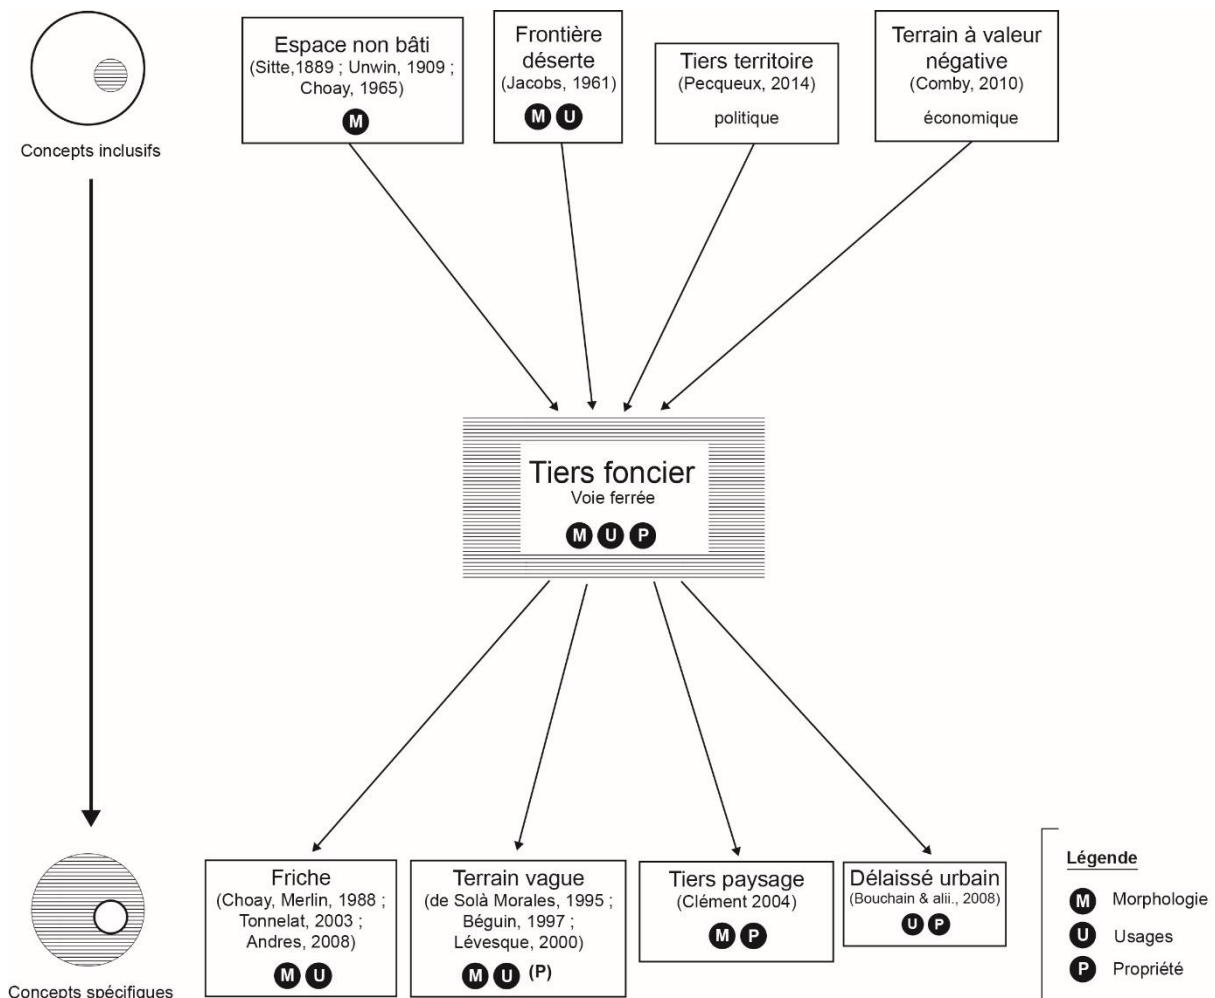 Concepts inclusifs
Espace non bâti
(Sitte,1889 ; Unwin, 1909 ;
Choay, 1965)
M
Frontière
déserte
(Jacobs, 1961)
M U
Tiers territoire
(Pecqueux, 2014)
politique
Terrain à valeur
négative
(Comby, 2010)
économique
Tiers foncier
Voie ferrée
M U P
Concepts spécifiques
Friche
(Choay, Merlin, 1988 ;
Tonnelat, 2003 ;
Andres, 2008)
M U
Terrain vague
(de Solà Morales, 1995 ;
Béguin, 1997 ;
Lévesque, 2000)
M U (P)
Tiers paysage
(Clément 2004)
M P
Délaissé urbain
(Bouchain & alii., 2008)
U P
Légende
M Morphologie
U Usages
P Propriété